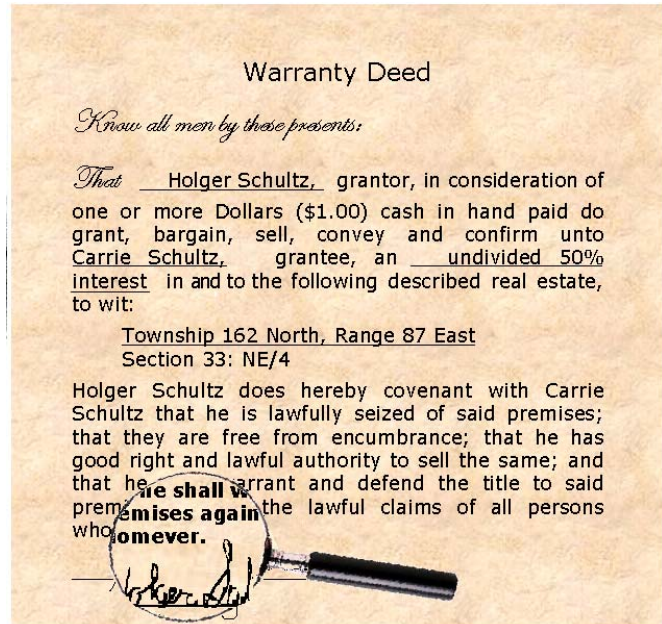 Warranty Deed
Know all men by these presents:
That Holger Schultz, grantor, in consideration of
one or more Dollars ($1.00) cash in hand paid do
grant, bargain, sell, convey and confirm unto
Carrie Schultz, grantee, an undivided 50%
interest in and to the following described real estate,
to wit:
Township 162 North, Range 87 East
Section 33: NE/4
Holger Schultz does hereby covenant with Carrie
Schultz that he is lawfully seized of said premises;
that they are free from encumbrance; that he has
good right and lawful authority to sell the same; and
that he shall warrant and defend the title to said
premises again the lawful claims of all persons
whomever.